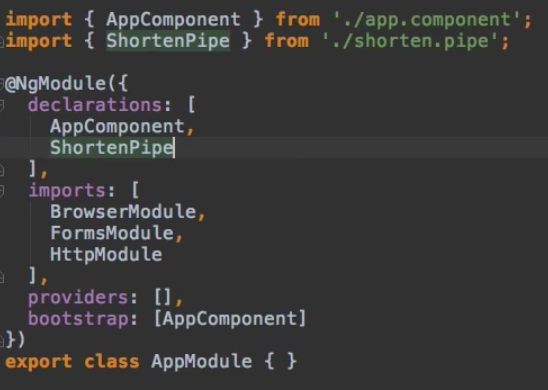 import { AppComponent } from './app.component';
import { ShortenPipe } from './shorten.pipe';
@NgModule({
declarations: [
AppComponent,
ShortenPipe
],
imports: [
BrowserModule,
FormsModule,
HttpModule
],
providers: [],
bootstrap: [AppComponent]
})
export class AppModule { }